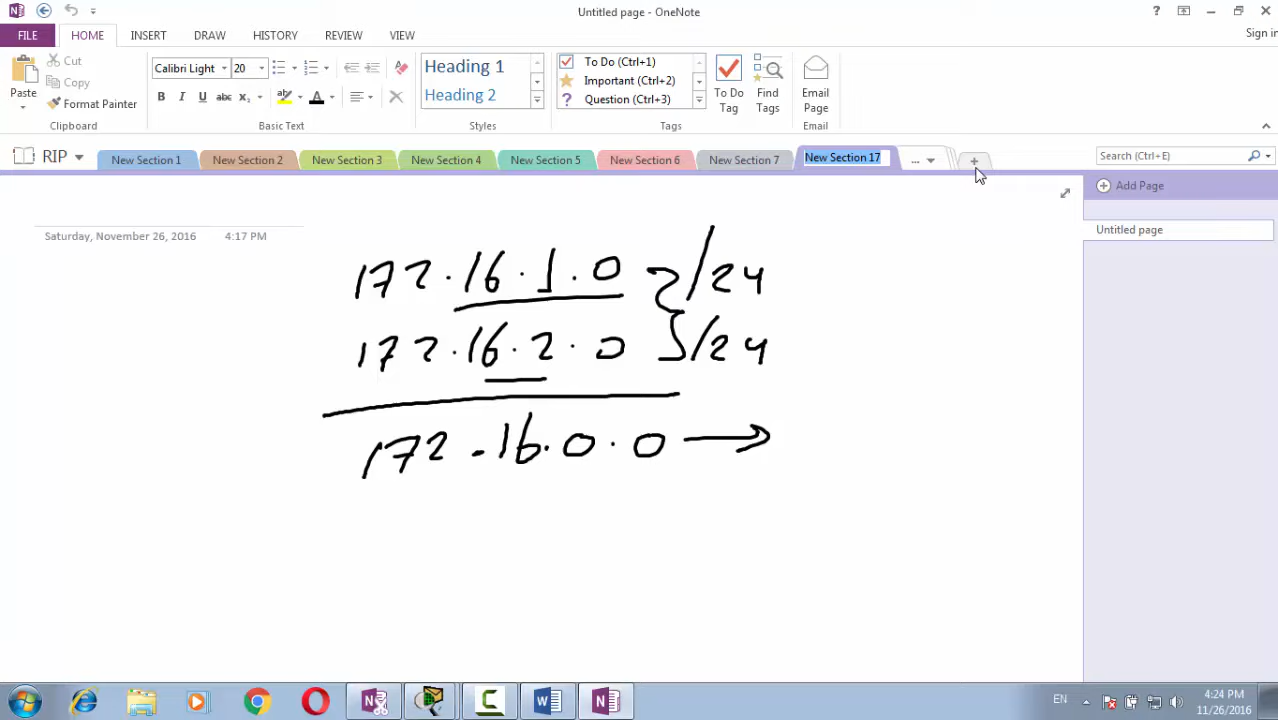 Untitled page - OneNote
?
FILE HOME INSERT DRAW HISTORY REVIEW VIEW
Sign in
Paste
Cut
Copy
Format Painter
Clipboard
Calibri Light 20
B I U abc x₂ ab A
Basic Text
Heading 1
Heading 2
Styles
To Do (Ctrl+1)
Important (Ctrl+2)
? Question (Ctrl+3)
To Do Tag
Find Tags
Tags
Email Page
Email
RIP New Section 1 New Section 2 New Section 3 New Section 4 New Section 5 New Section 6 New Section 7 New Section 17 ... +
Search (Ctrl+E)
Add Page
Untitled page
Saturday, November 26, 2016 4:17 PM
172.16.1.0 /24
172.16.2.0 /24
172.16.0.0 →
EN
4:24 PM
11/26/2016